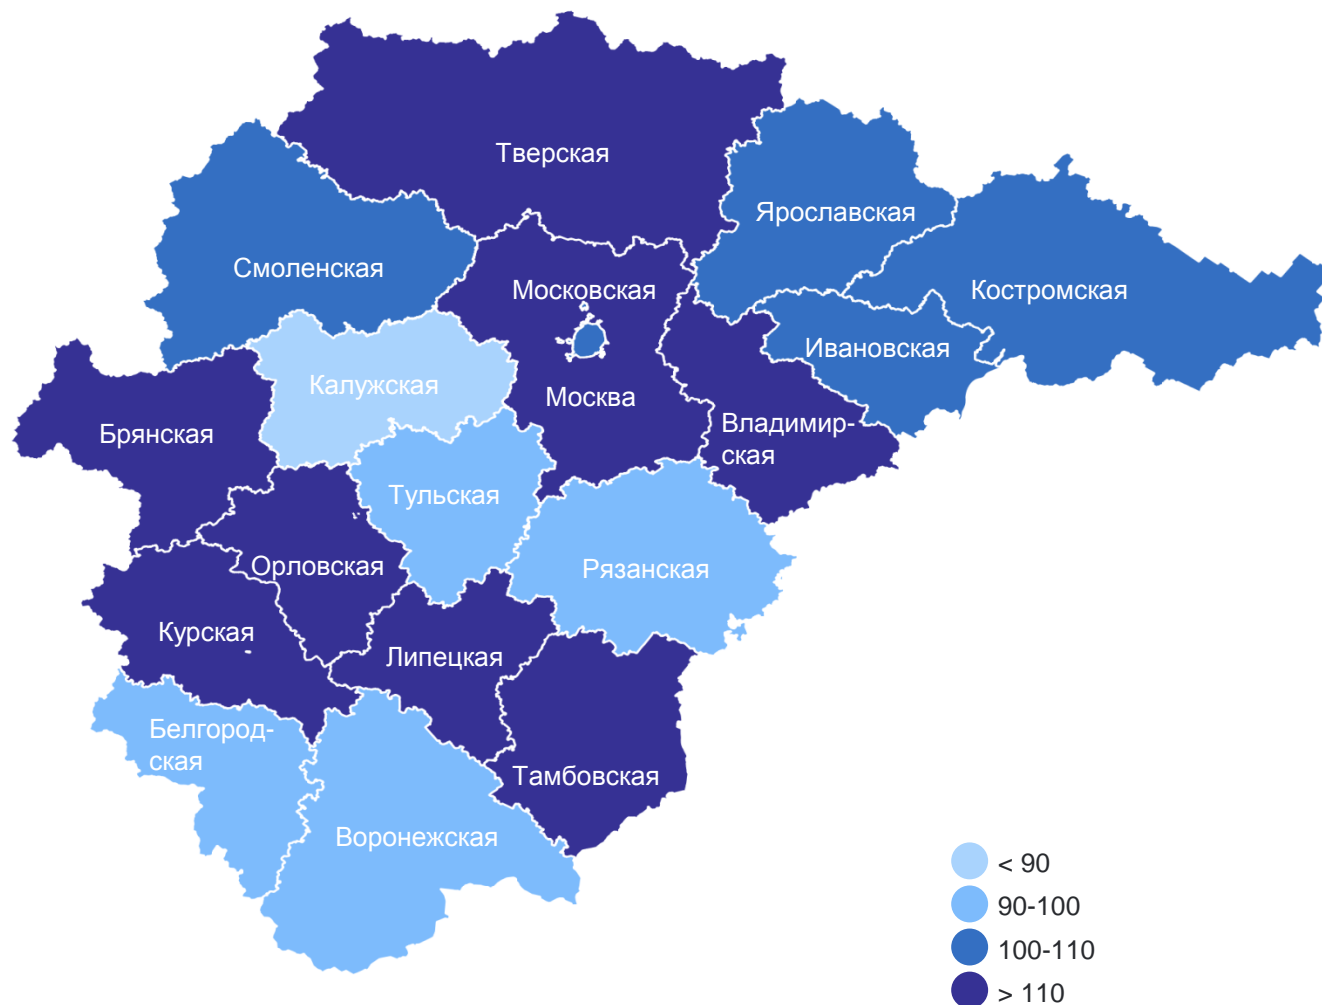 Тверская
Ярославская
Смоленская
Московская
Костромская
Ивановская
Калужская
Москва
Брянская
Владимир-
ская
Тульская
Орловская
Рязанская
Курская
Липецкая
Белгород-
ская
Тамбовская
Воронежская
< 90
90-100
100-110
> 110